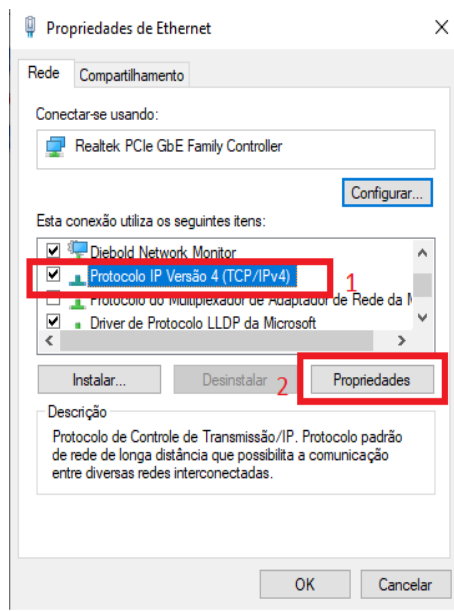 Propriedades de Ethernet
Rede
Compartilhamento
Conectar-se usando:
Realtek PCIe GbE Family Controller
Configurar...
Esta conexão utiliza os seguintes itens:
Diebold Network Monitor
Protocolo IP Versão 4 (TCP/IPv4)
1
Protocolo do Multiplexador de Adaptador de Rede da M
Driver de Protocolo LLDP da Microsoft
Instalar...
Desinstalar
2
Propriedades
Descrição
Protocolo de Controle de Transmissão/IP. Protocolo padrão
de rede de longa distância que possibilita a comunicação
entre diversas redes interconectadas.
OK
Cancelar